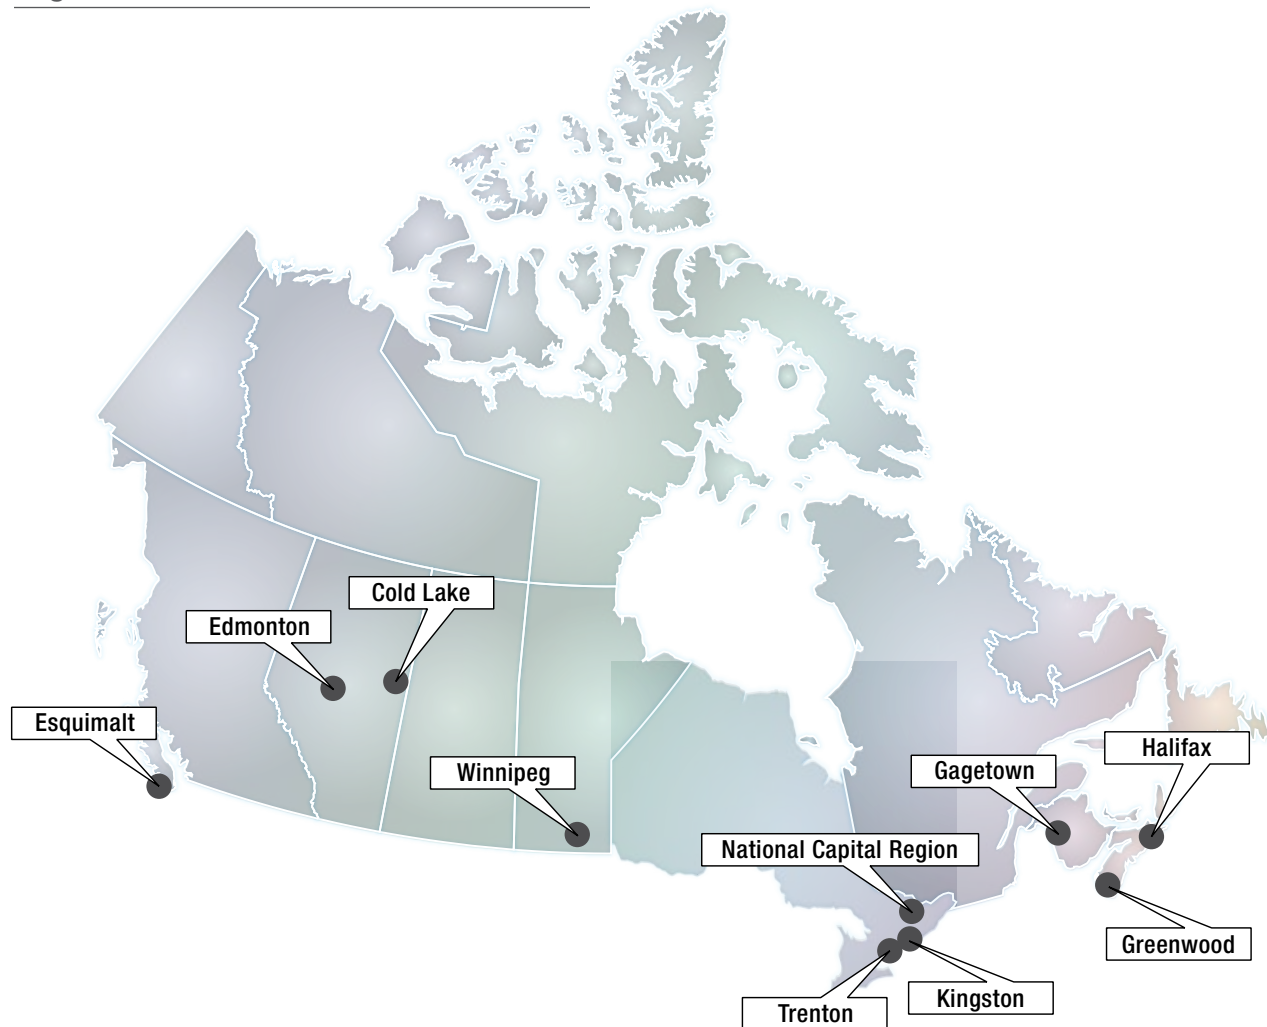 Cold Lake
Edmonton
Esquimalt
Halifax
Winnipeg
Gagetown
National Capital Region
Greenwood
Kingston
Trenton